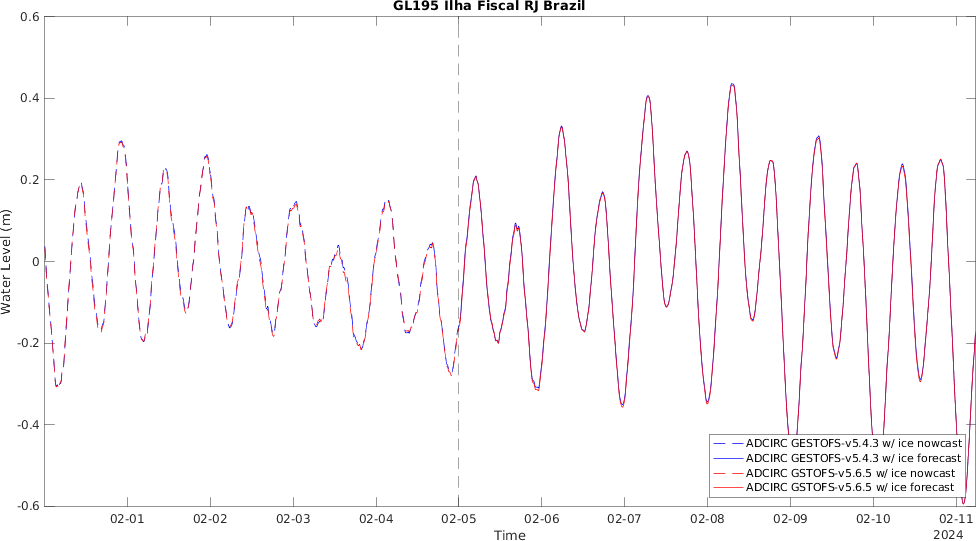 GL195 Ilha Fiscal RJ Brazil
0.6
0.4
0.2
0
-0.2
-0.4
-0.6
Water Level (m)
ADCIRC GESTOFS-v5.4.3 w/ ice nowcast
ADCIRC GESTOFS-v5.4.3 w/ ice forecast
ADCIRC GSTOFS-v5.6.5 w/ ice nowcast
ADCIRC GSTOFS-v5.6.5 w/ ice forecast
02-01 02-02 02-03 02-04 02-05 02-06 02-07 02-08 02-09 02-10 02-11
Time
2024